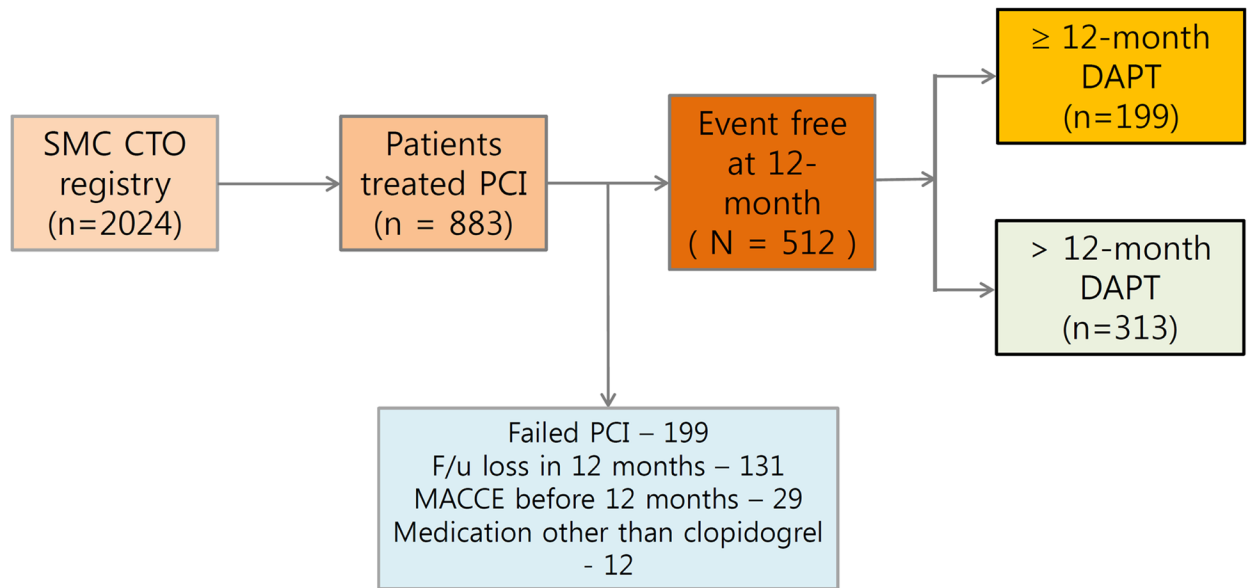 SMC CTO
registry
(n=2024)
Patients
treated PCI
(n = 883)
Event free
at 12-
month
( N = 512 )
≥ 12-month
DAPT
(n=199)
> 12-month
DAPT
(n=313)
Failed PCI – 199
F/u loss in 12 months – 131
MACCE before 12 months – 29
Medication other than clopidogrel
- 12